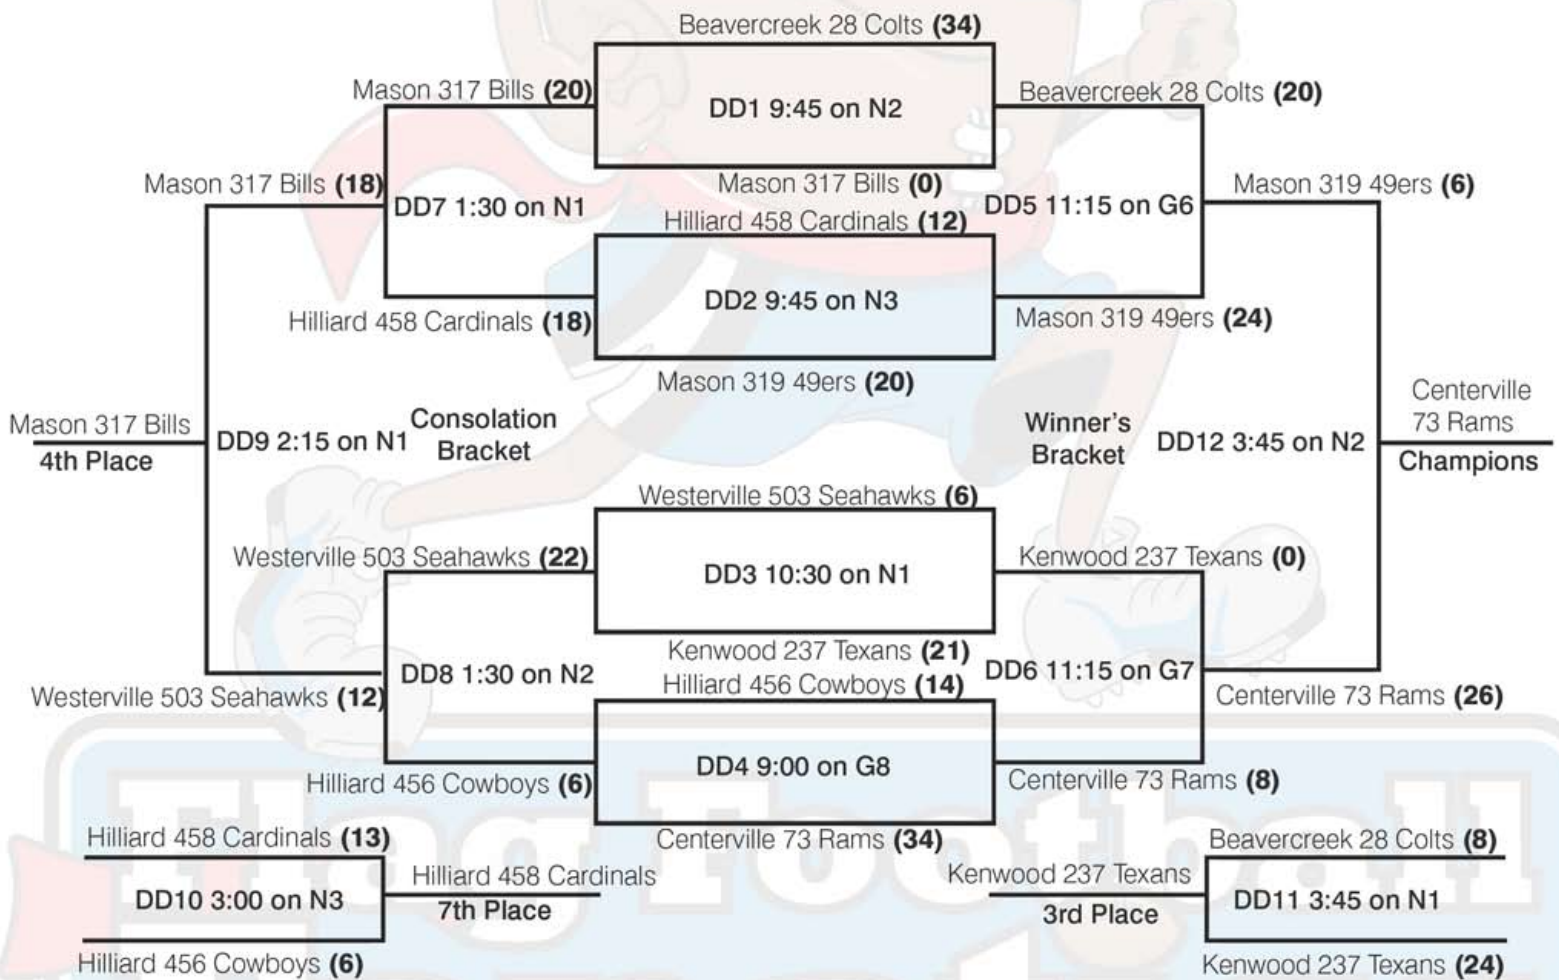 Beavercreek 28 Colts (34)
Mason 317 Bills (20)
DD1 9:45 on N2
Beavercreek 28 Colts (20)
Mason 317 Bills (18)
Mason 317 Bills (0)
Mason 319 49ers (6)
DD7 1:30 on N1
Hilliard 458 Cardinals (12)
DD5 11:15 on G6
DD2 9:45 on N3
Hilliard 458 Cardinals (18)
Mason 319 49ers (24)
Mason 319 49ers (20)
Mason 317 Bills
4th Place
DD9 2:15 on N1
Consolation
Bracket
Winner's
Bracket
DD12 3:45 on N2
Centerville
73 Rams
Champions
Westerville 503 Seahawks (6)
Westerville 503 Seahawks (22)
DD3 10:30 on N1
Kenwood 237 Texans (0)
Kenwood 237 Texans (21)
DD8 1:30 on N2
Hilliard 456 Cowboys (14)
DD6 11:15 on G7
Westerville 503 Seahawks (12)
Centerville 73 Rams (26)
DD4 9:00 on G8
Hilliard 456 Cowboys (6)
Centerville 73 Rams (8)
Centerville 73 Rams (34)
Hilliard 458 Cardinals (13)
DD10 3:00 on N3
Hilliard 456 Cowboys (6)
Hilliard 458 Cardinals
7th Place
Kenwood 237 Texans
3rd Place
Beavercreek 28 Colts (8)
DD11 3:45 on N1
Kenwood 237 Texans (24)
Flag Football